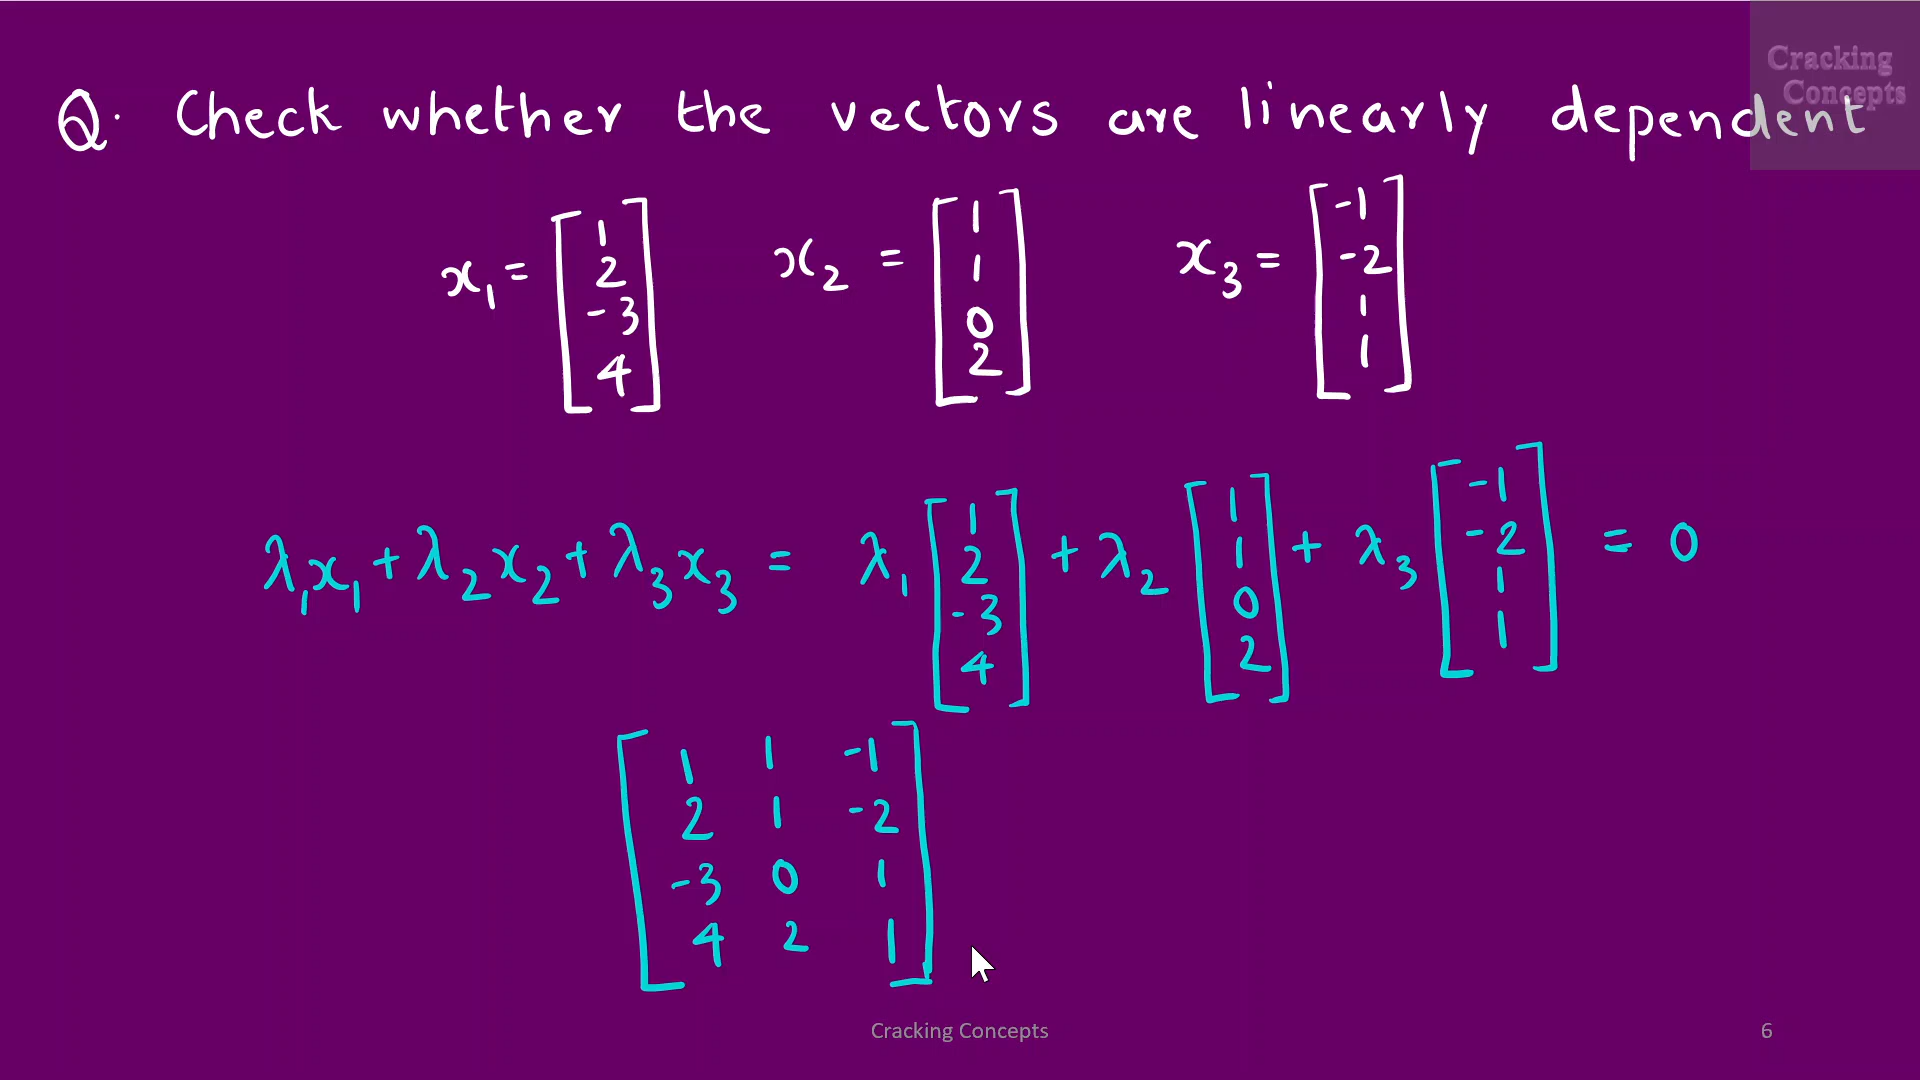 Cracking
Concepts
Q. Check whether the vectors are linearly dependent
x₁ = [1 2 -3 4] x₂ = [1 1 0 2] x₃ = [-1 -2 1 1]
λ₁x₁ + λ₂x₂ + λ₃x₃ = λ₁ [1 2 -3 4] + λ₂ [1 1 0 2] + λ₃ [-1 -2 1 1] = 0
1 1 -1
2 1 -2
-3 0 1
4 2 1
Cracking Concepts 6